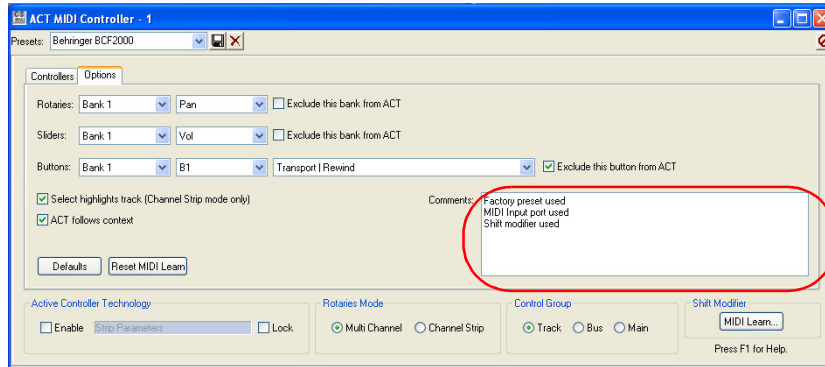 ACT MIDI Controller - 1
Presets: Behringer BCF2000
Controllers Options
Rotaries: Bank 1 Pan Exclude this bank from ACT
Sliders: Bank 1 Vol Exclude this bank from ACT
Buttons: Bank 1 B1 Transport | Rewind Exclude this button from ACT
Select highlights track (Channel Strip mode only)
ACT follows context
Comments: Factory preset used
MIDI Input port used
Shift modifier used
Defaults Reset MIDI Learn
Active Controller Technology Rotaries Mode Control Group Shift Modifier
Enable Strip Parameters Lock Multi Channel Channel Strip Track Bus Main MIDI Learn...
Press F1 for Help.